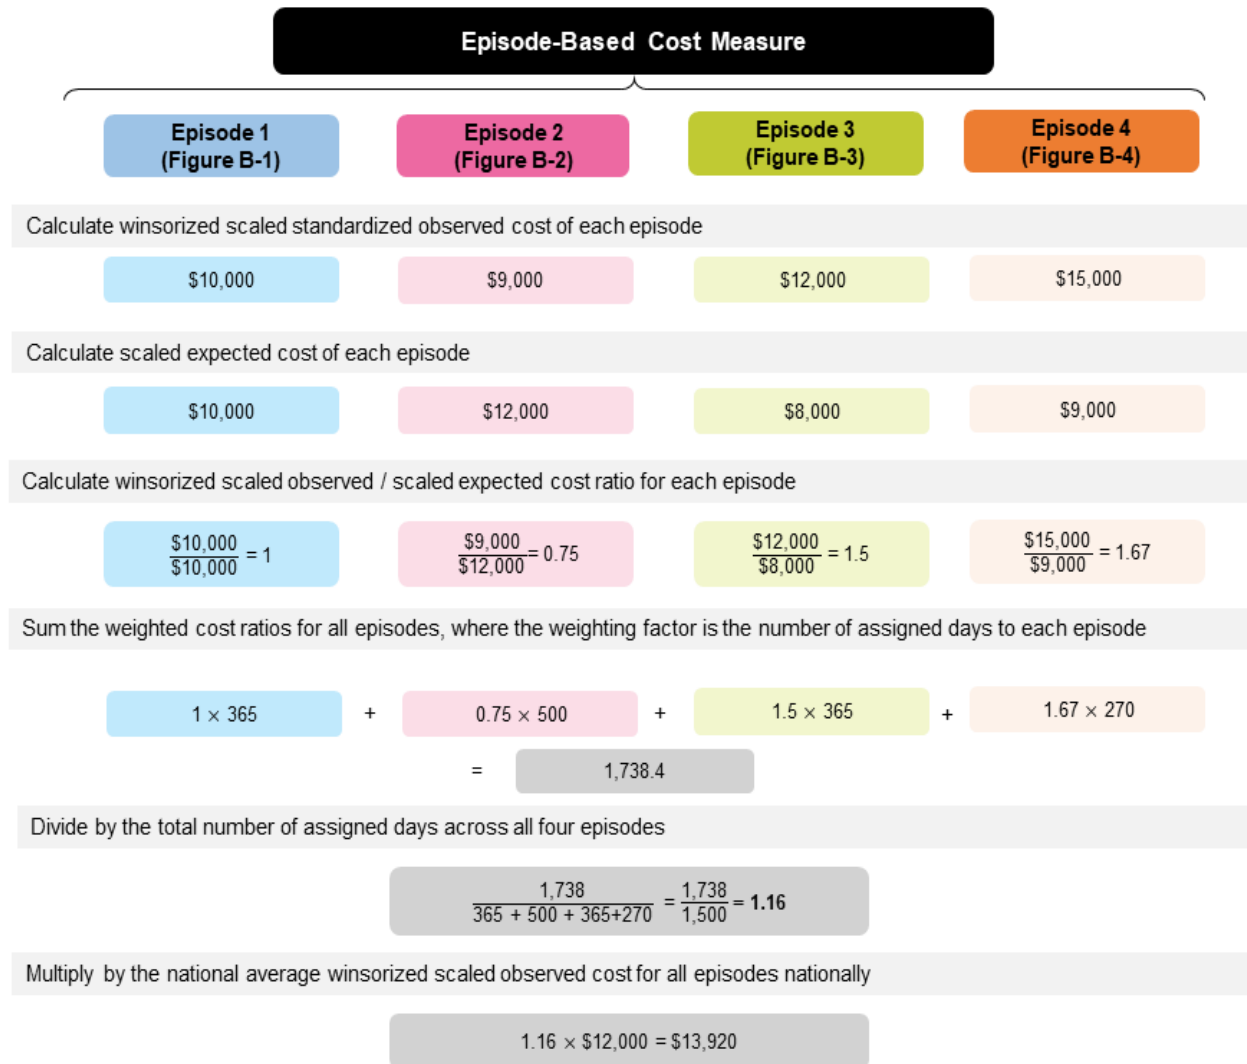 Episode-Based Cost Measure
Episode 1
(Figure B-1)
Episode 2
(Figure B-2)
Episode 3
(Figure B-3)
Episode 4
(Figure B-4)
Calculate winsorized scaled standardized observed cost of each episode
$10,000
$9,000
$12,000
$15,000
Calculate scaled expected cost of each episode
$10,000
$12,000
$8,000
$9,000
Calculate winsorized scaled observed / scaled expected cost ratio for each episode
$10,000
$10,000 = 1
$9,000
$12,000 = 0.75
$12,000
$8,000 = 1.5
$15,000
$9,000 = 1.67
Sum the weighted cost ratios for all episodes, where the weighting factor is the number of assigned days to each episode
1 × 365 + 0.75 × 500 + 1.5 × 365 + 1.67 × 270
= 1,738.4
Divide by the total number of assigned days across all four episodes
1,738
365 + 500 + 365+270 = 1,738
1,500 = 1.16
Multiply by the national average winsorized scaled observed cost for all episodes nationally
1.16 × $12,000 = $13,920